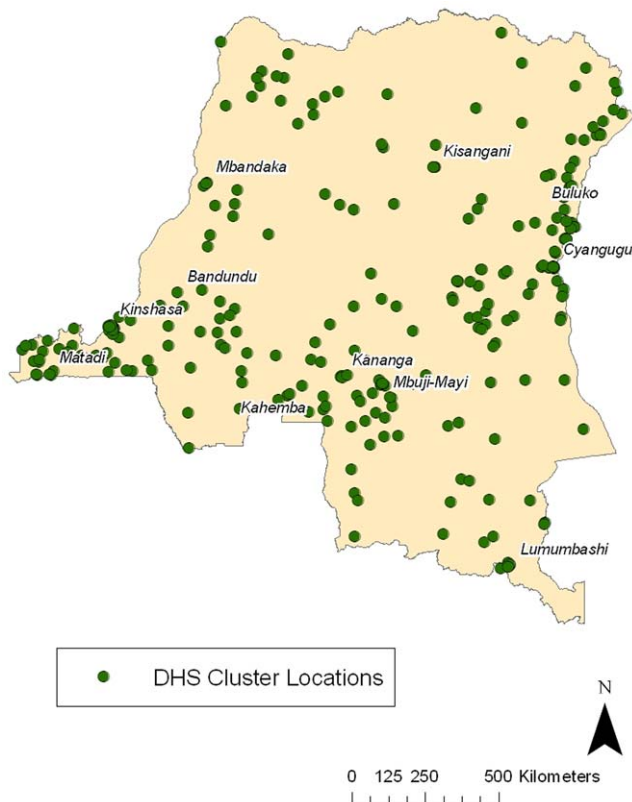 Kisangani
Mbandaka
Buluko
Cyangugu
Bandundu
Kinshasa
Matadi
Kananga
Mbuji-Mayi
Kahemba
Lumumbashi
DHS Cluster Locations
N
0 125 250 500 Kilometers